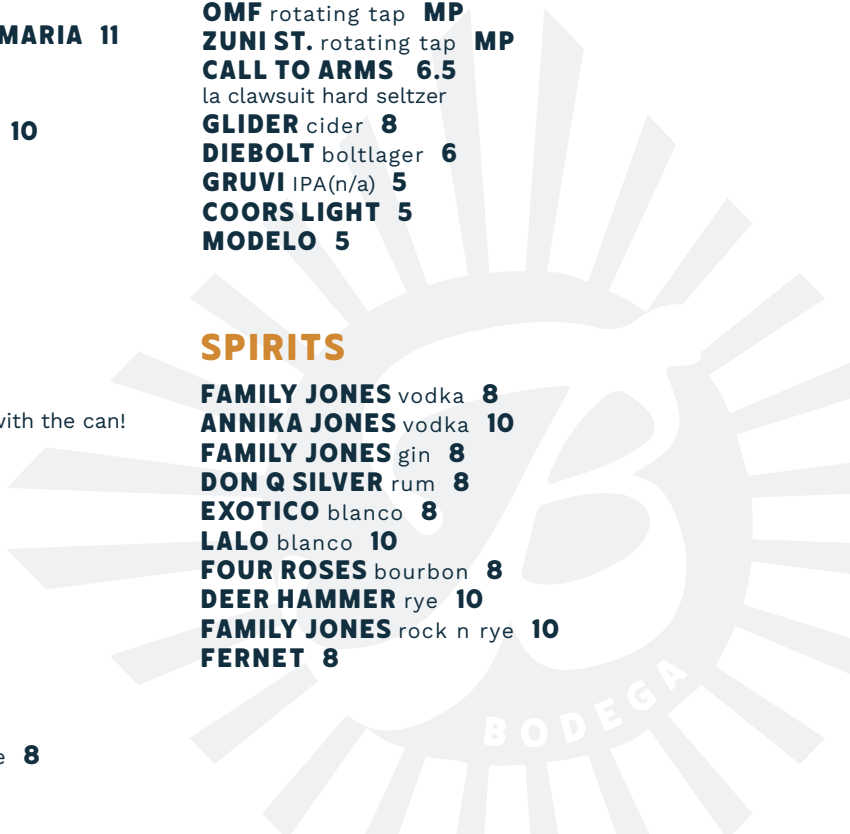 MARIA 11
10
with the can!
8
OMF rotating tap MP
ZUNI ST. rotating tap MP
CALL TO ARMS 6.5
la clawsuit hard seltzer
GLIDER cider 8
DIEBOLT boltlager 6
GRUVI IPA(n/a) 5
COORS LIGHT 5
MODELO 5
SPIRITS
FAMILY JONES vodka 8
ANNIKA JONES vodka 10
FAMILY JONES gin 8
DON Q SILVER rum 8
EXOTICO blanco 8
LALO blanco 10
FOUR ROSES bourbon 8
DEER HAMMER rye 10
FAMILY JONES rock n rye 10
FERNET 8
B
BODEGA